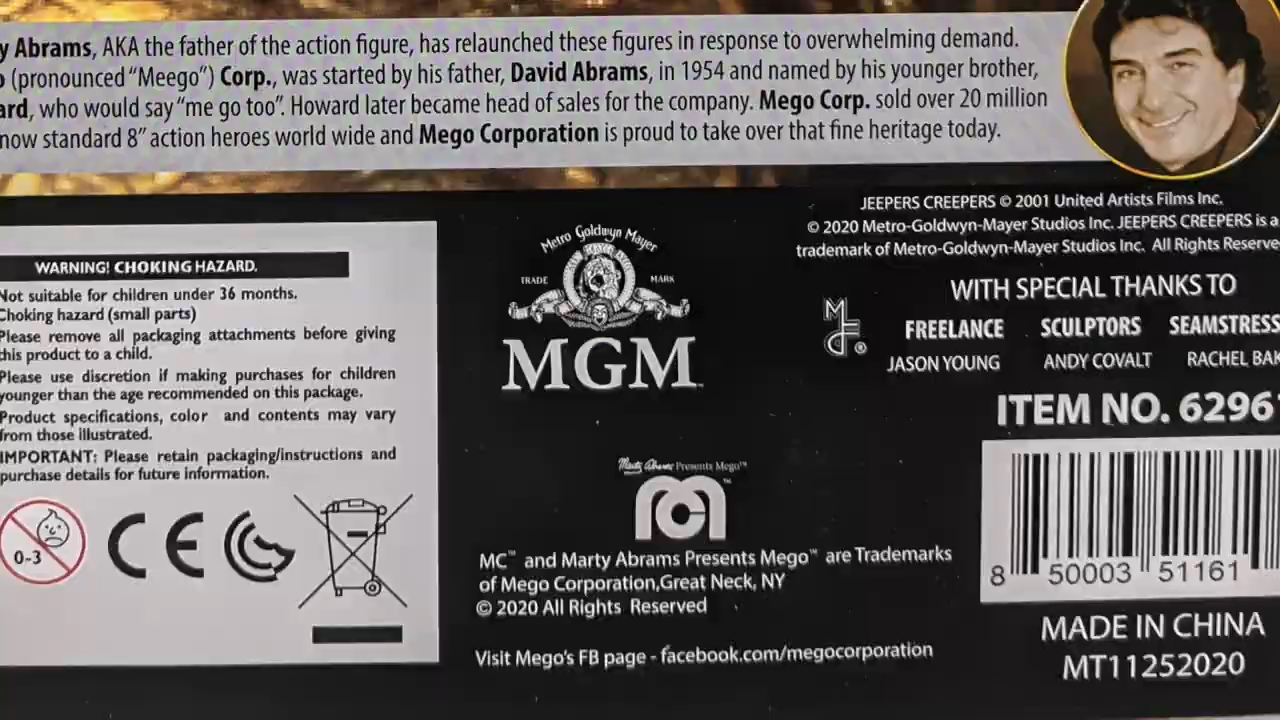 y Abrams, AKA the father of the action figure, has relaunched these figures in response to overwhelming demand.
o (pronounced "Meego") Corp., was started by his father, David Abrams, in 1954 and named by his younger brother,
ard, who would say "me go too". Howard later became head of sales for the company. Mego Corp. sold over 20 million
now standard 8" action heroes world wide and Mego Corporation is proud to take over that fine heritage today.
WARNING! CHOKING HAZARD.
Not suitable for children under 36 months.
Choking hazard (small parts)
Please remove all packaging attachments before giving
this product to a child.
Please use discretion if making purchases for children
younger than the age recommended on this package.
Product specifications, color and contents may vary
from those illustrated.
IMPORTANT: Please retain packaging/instructions and
purchase details for future information.
0-3
CE
Metro Goldwyn Mayer
TRADE MARK
MGM
Marty Abrams Presents Mego™
MC™ and Marty Abrams Presents Mego™ are Trademarks
of Mego Corporation,Great Neck, NY
© 2020 All Rights Reserved
Visit Mego's FB page - facebook.com/megocorporation
JEEPERS CREEPERS © 2001 United Artists Films Inc.
© 2020 Metro-Goldwyn-Mayer Studios Inc. JEEPERS CREEPERS is a
trademark of Metro-Goldwyn-Mayer Studios Inc. All Rights Reserve
WITH SPECIAL THANKS TO
FREELANCE SCULPTORS SEAMSTRESS
JASON YOUNG ANDY COVALT RACHEL BAK
ITEM NO. 6296
8 50003 51161
MADE IN CHINA
MT11252020